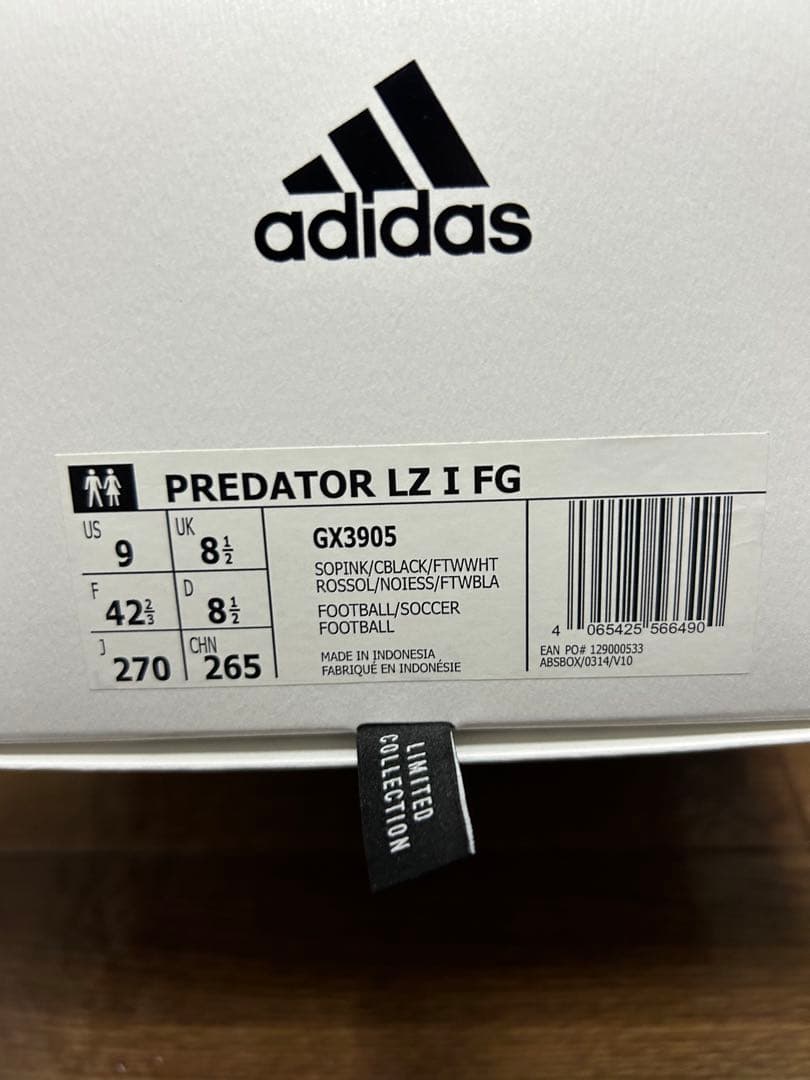 adidas
PREDATOR LZ I FG
US
9
UK
8½
F
42⅔
D
8½
J
270
CHN
265
GX3905
SOPINK/CBLACK/FTWWHT
ROSSOL/NOIESS/FTWBLA
FOOTBALL/SOCCER
FOOTBALL
MADE IN INDONESIA
FABRIQUÉ EN INDONÉSIE
4 065425 566490
EAN PO# 129000533
ABSBOX/0314/V10
LIMITED
COLLECTION